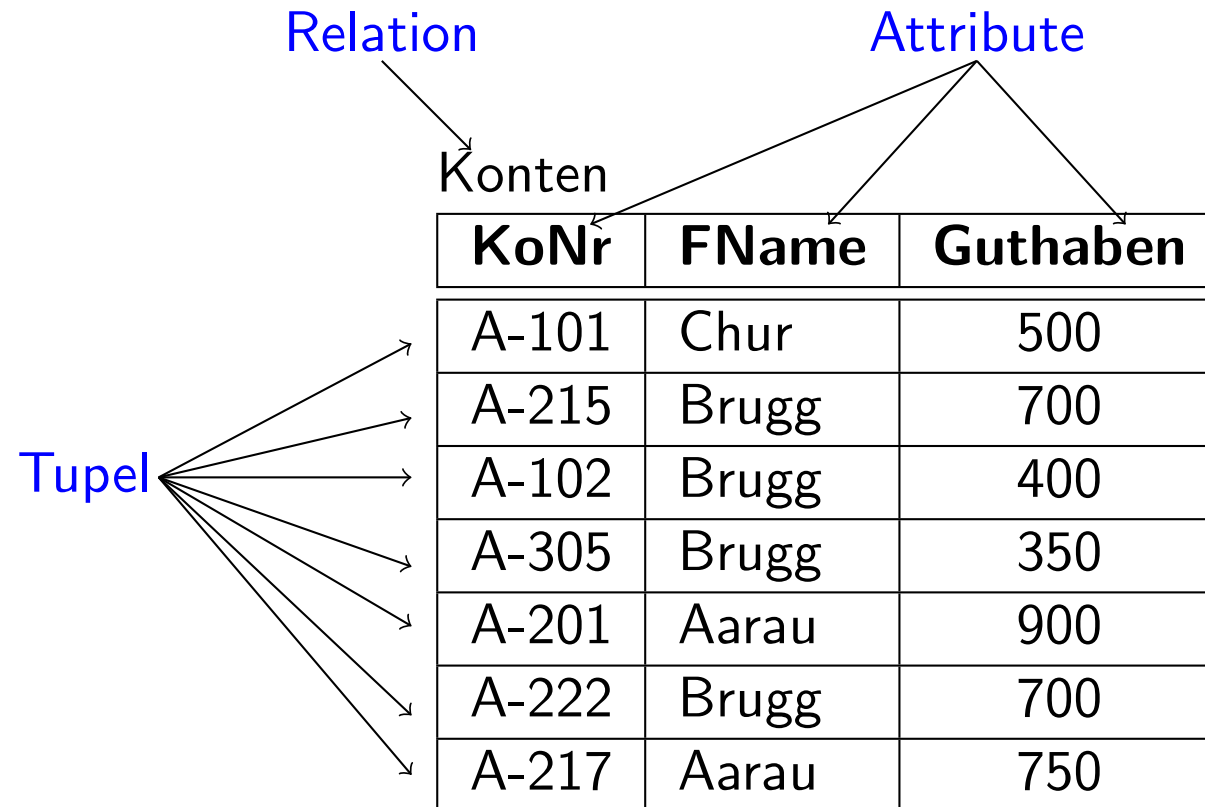 Relation Attribute
Konten
KoNr FName Guthaben
A-101 Chur 500
A-215 Brugg 700
Tupel A-102 Brugg 400
A-305 Brugg 350
A-201 Aarau 900
A-222 Brugg 700
A-217 Aarau 750